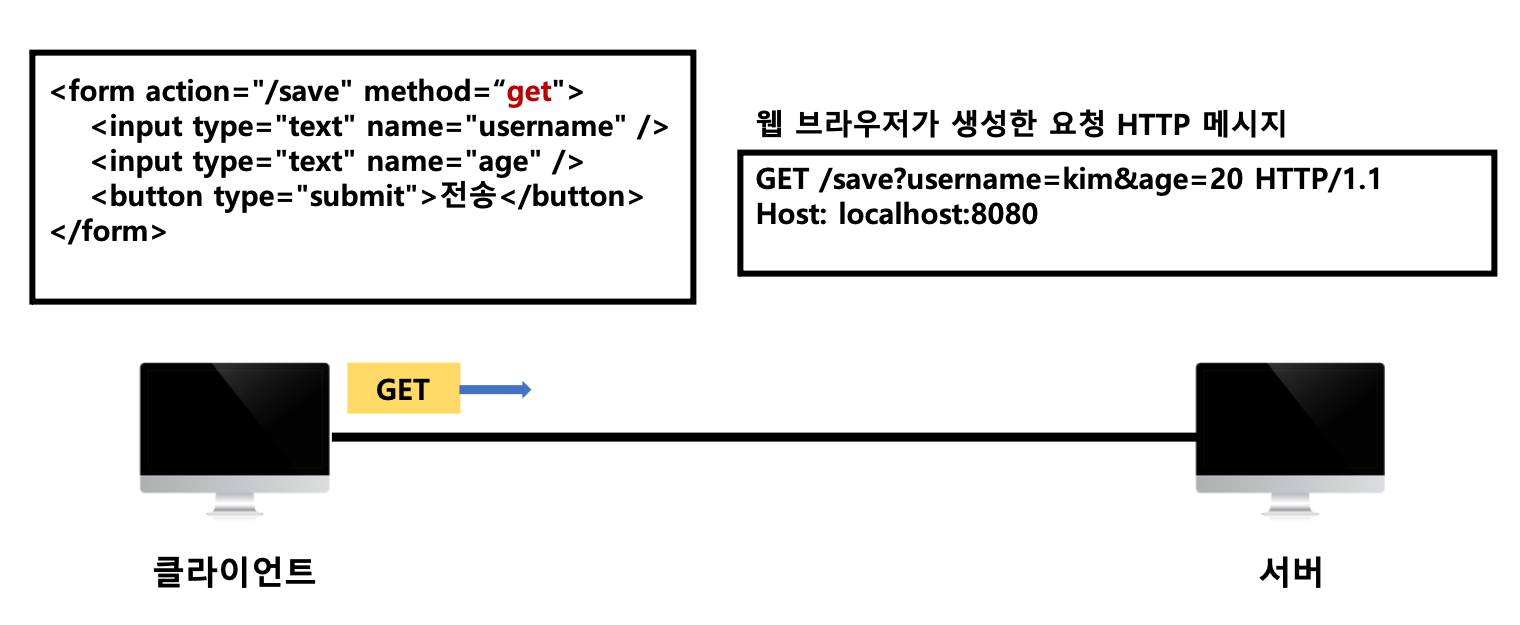 <form action="/save" method=“get">
<input type="text" name="username" />
<input type="text" name="age" />
<button type="submit">전송</button>
</form>
웹 브라우저가 생성한 요청 HTTP 메시지
GET /save?username=kim&age=20 HTTP/1.1
Host: localhost:8080
GET
클라이언트
서버